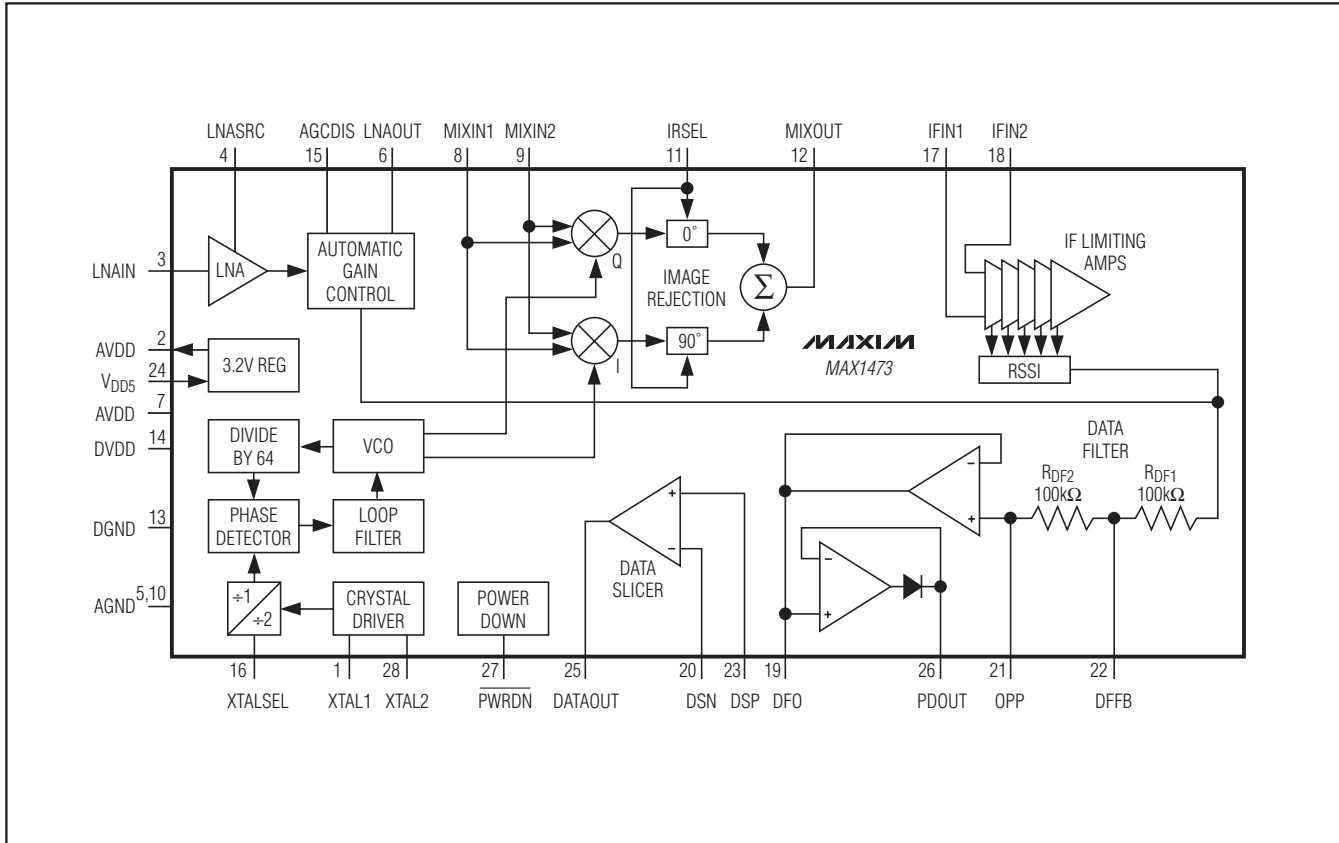 LNASRC
4
AGCDIS
15
LNAOUT
6
MIXIN1
8
MIXIN2
9
IRSEL
11
MIXOUT
12
IFIN1
17
IFIN2
18
LNAIN
3
LNA
AUTOMATIC
GAIN
CONTROL
Q
0°
IMAGE
REJECTION
Σ
I
90°
IF LIMITING
AMPS
MAXIM
MAX1473
RSSI
AVDD
2
VDD5
24
3.2V REG
AVDD
7
DVDD
14
DIVIDE
BY 64
VCO
DGND
13
PHASE
DETECTOR
LOOP
FILTER
AGND
5,10
÷1
÷2
CRYSTAL
DRIVER
POWER
DOWN
+
−
DATA
SLICER
−
+
−
+
DATA
FILTER
RDF2
100kΩ
RDF1
100kΩ
16
XTALSEL
1
XTAL1
28
XTAL2
27
PWRDN
25
DATAOUT
20
DSN
23
DSP
19
DFO
26
PDOUT
21
OPP
22
DFFB